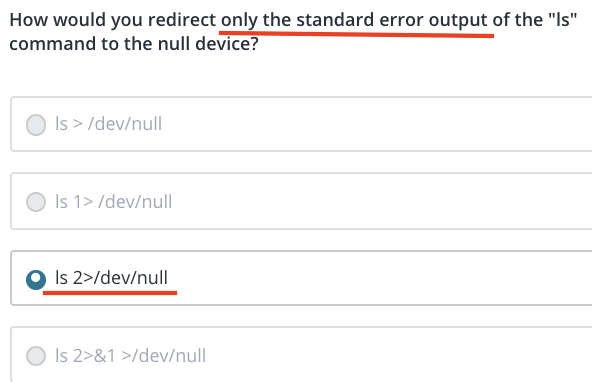 How would you redirect only the standard error output of the "ls"
command to the null device?
ls > /dev/null
ls 1> /dev/null
ls 2>/dev/null
ls 2>&1 >/dev/null